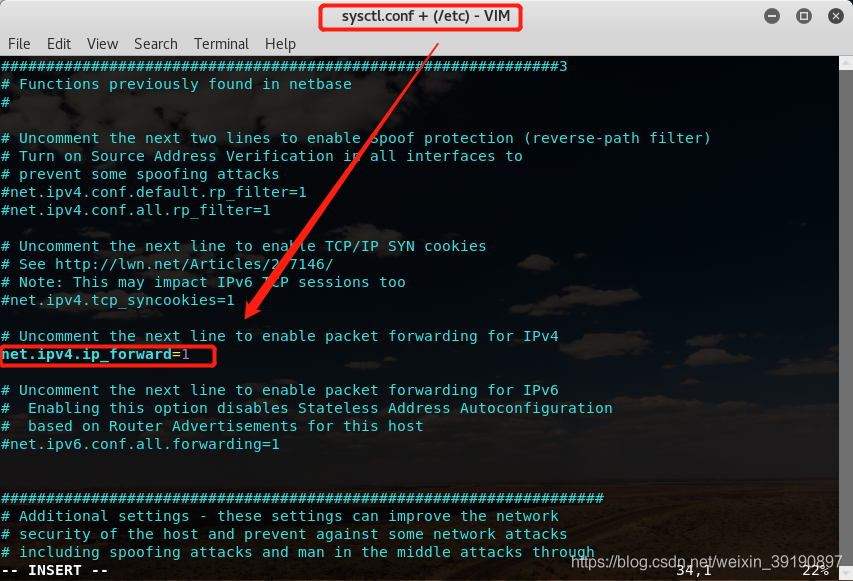 sysctl.conf + (/etc) - VIM
File Edit View Search Terminal Help
##############################################################3
# Functions previously found in netbase
#
# Uncomment the next two lines to enable Spoof protection (reverse-path filter)
# Turn on Source Address Verification in all interfaces to
# prevent some spoofing attacks
#net.ipv4.conf.default.rp_filter=1
#net.ipv4.conf.all.rp_filter=1
# Uncomment the next line to enable TCP/IP SYN cookies
# See http://lwn.net/Articles/277146/
# Note: This may impact IPv6 TCP sessions too
#net.ipv4.tcp_syncookies=1
# Uncomment the next line to enable packet forwarding for IPv4
net.ipv4.ip_forward=1
# Uncomment the next line to enable packet forwarding for IPv6
#  Enabling this option disables Stateless Address Autoconfiguration
#  based on Router Advertisements for this host
#net.ipv6.conf.all.forwarding=1
###################################################################
# Additional settings - these settings can improve the network
# security of the host and prevent against some network attacks
# including spoofing attacks and man in the middle attacks through
-- INSERT -- 34,1 22%
https://blog.csdn.net/weixin_39190897